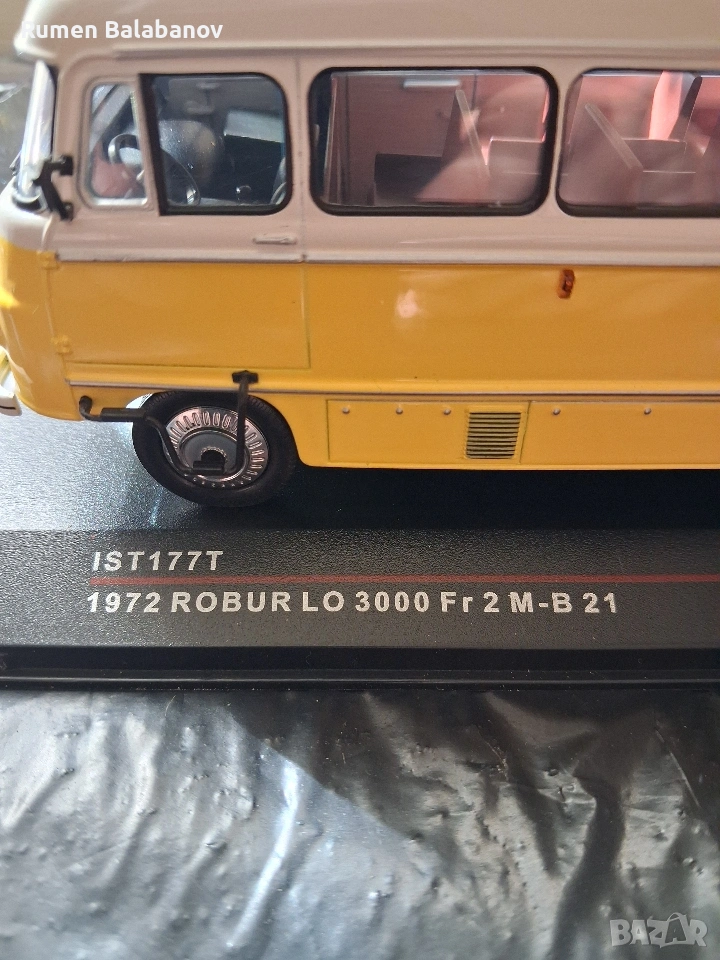 Rumen Balabanov
IST177T
1972 ROBUR LO 3000 Fr 2 M-B 21
BAZAR